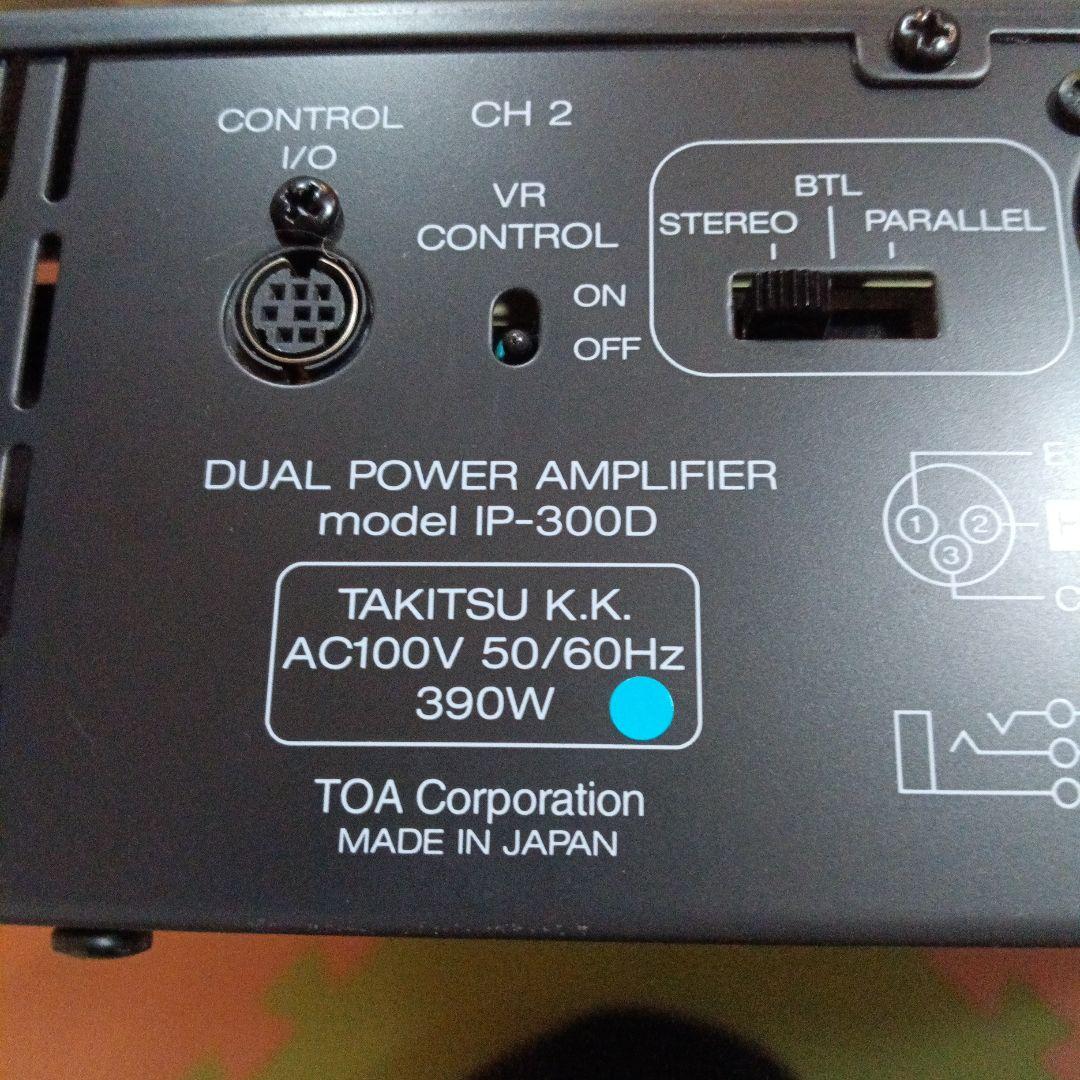 CONTROL
I/O
CH 2
VR
CONTROL
ON
OFF
BTL
STEREO
PARALLEL
DUAL POWER AMPLIFIER
model IP-300D
TAKITSU K.K.
AC100V 50/60Hz
390W
TOA Corporation
MADE IN JAPAN
1
2
3
E
H
C